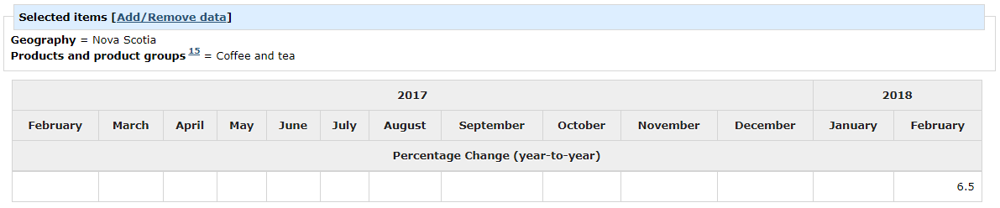 Selected items [Add/Remove data]
Geography = Nova Scotia
Products and product groups 15 = Coffee and tea
2017 2018
February March April May June July August September October November December January February
Percentage Change (year-to-year)
6.5